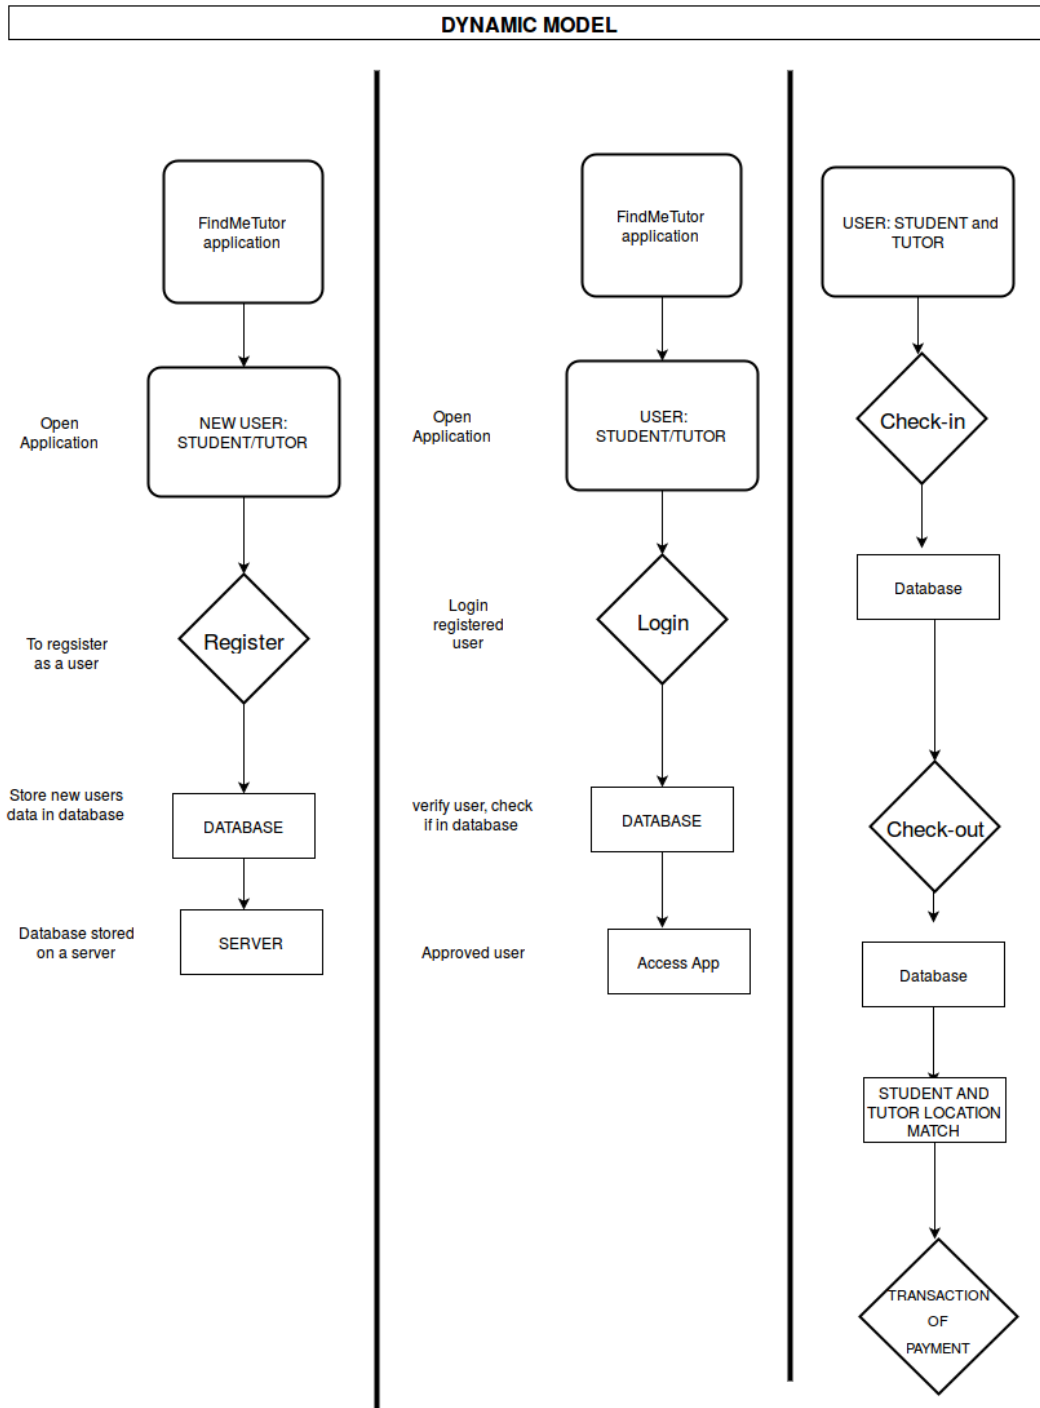 DYNAMIC MODEL
FindMeTutor
application
Open
Application
NEW USER:
STUDENT/TUTOR
To regsister
as a user
Register
Store new users
data in database
DATABASE
Database stored
on a server
SERVER
FindMeTutor
application
Open
Application
USER:
STUDENT/TUTOR
Login
registered
user
Login
verify user, check
if in database
DATABASE
Approved user
Access App
USER: STUDENT and
TUTOR
Check-in
Database
Check-out
Database
STUDENT AND
TUTOR LOCATION
MATCH
TRANSACTION
OF
PAYMENT